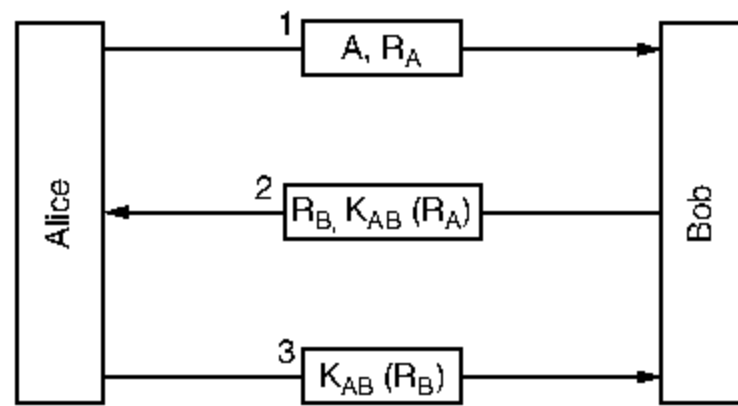 Alice
1
A, R_A
2
R_B, K_AB (R_A)
3
K_AB (R_B)
Bob